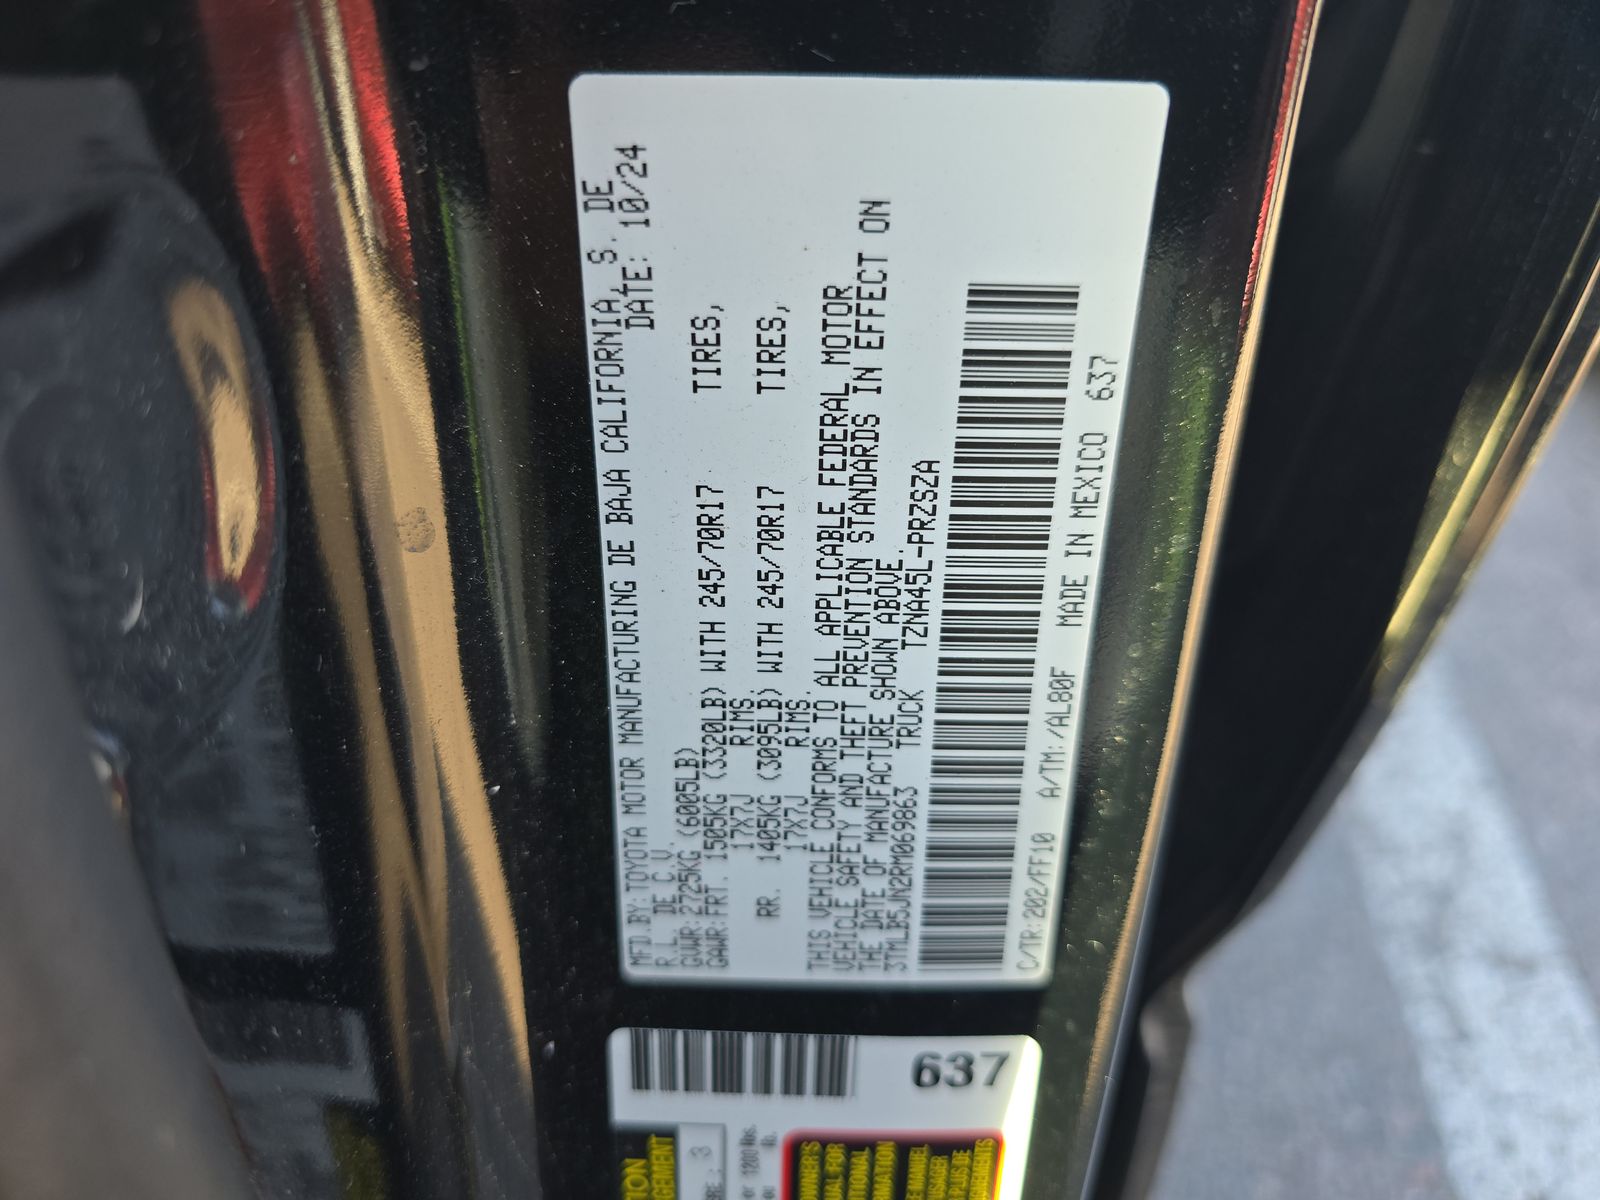 MFD.BY:TOYOTA MOTOR MANUFACTURING DE BAJA CALIFORNIA, S. DE
R.L. DE C.V. DATE: 10/24
GVWR:2725KG (6005LB)
GAWR:FRT. 1505KG (3320LB) WITH 245/70R17 TIRES,
17X7J RIMS.
RR. 1405KG (3095LB) WITH 245/70R17 TIRES,
17X7J RIMS.
THIS VEHICLE CONFORMS TO ALL APPLICABLE FEDERAL MOTOR
VEHICLE SAFETY AND THEFT PREVENTION STANDARDS IN EFFECT ON
THE DATE OF MANUFACTURE SHOWN ABOVE.
3TMLB5JN2RM069863 TRUCK TZNA45L-PRZSZA
C/TR:202/FF10 A/TM:/AL80F MADE IN MEXICO 637
637